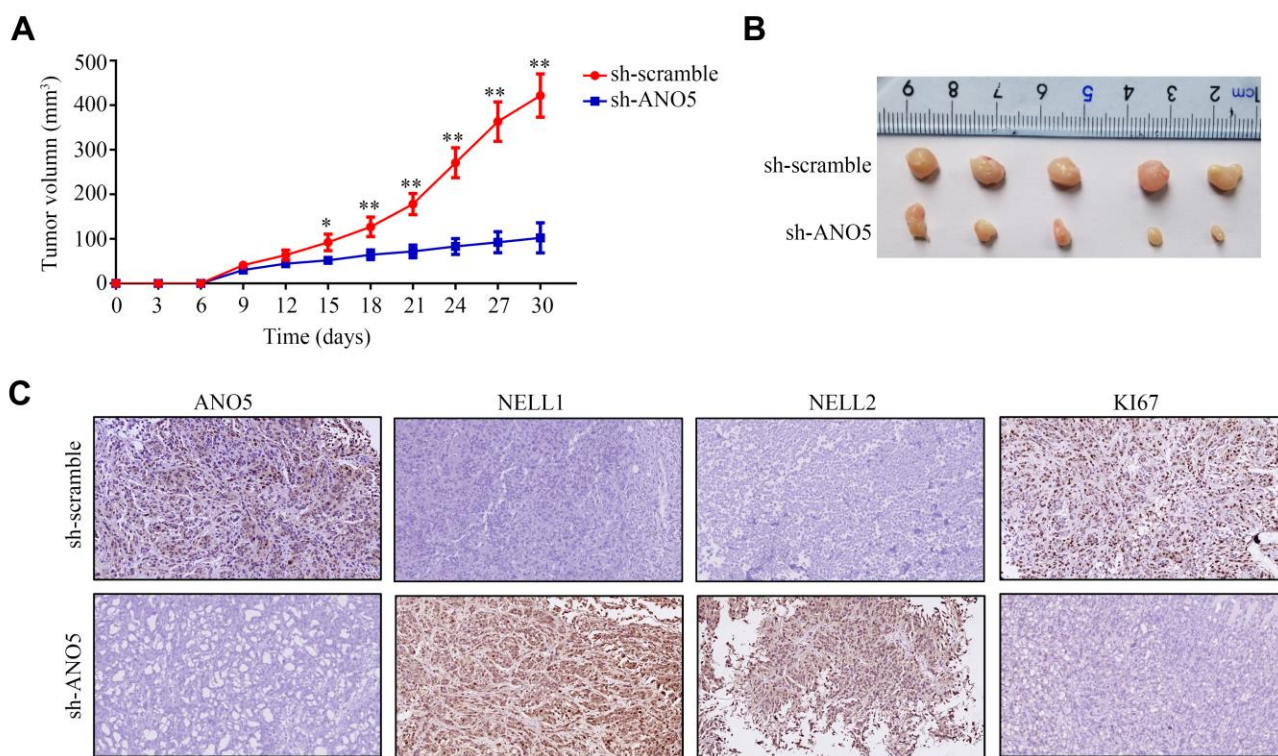 A
Tumor volumn (mm³)
500
400
300
200
100
0
* ** ** ** ** **
0 3 6 9 12 15 18 21 24 27 30
Time (days)
sh-scramble
sh-ANO5
B
9 8 7 6 5 4 3 2 1cm
sh-scramble
sh-ANO5
C
ANO5 NELL1 NELL2 KI67
sh-scramble
sh-ANO5